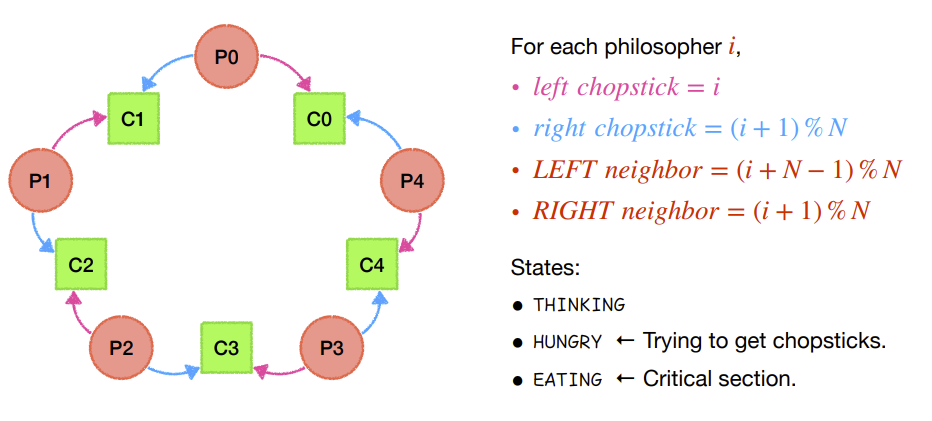 P0
C1
C0
P1
P4
C2
C4
P2
C3
P3
For each philosopher i,
• left chopstick = i
• right chopstick = (i + 1) % N
• LEFT neighbor = (i + N − 1) % N
• RIGHT neighbor = (i + 1) % N
States:
● THINKING
● HUNGRY ← Trying to get chopsticks.
● EATING ← Critical section.